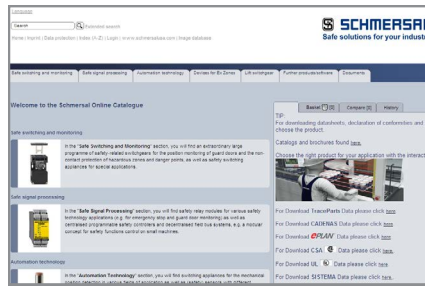 Language
Search
Extended search
Home | Imprint | Data protection | Index (A-Z) | Login | www.schmersal.com | Image database
SCHMERSAL
Safe solutions for your indust
Safe switching and monitoring
Safe signal processing
Automation technology
Devices for Ex Zones
Lift switchgear
Further products/software
Documents
Welcome to the Schmersal Online Catalogue
Basket [0]
Compare [0]
History
TIP:
For downloading datasheets, declaration of conformities and
choose the product.
Catalogs and brochures found here.
Choose the right product for your application with the interact
Safe switching and monitoring
In the "Safe Switching and Monitoring" section, you will find an extraordinary large
programme of safety-related switchgears for the position monitoring of guard doors and the non-
contact protection of hazardous zones and danger points, as well as safety switching
appliances for special applications.
Safe signal processing
In the "Safe Signal Processing" section, you will find safety relay modules for various safety
technology applications (e.g. for emergency stop and guard door monitoring) as well as
centralised programmable safety controllers and decentralised field bus systems, e.g. a modular
concept for safety functions control on small machines.
For Download TraceParts Data please click here
For Download CADENAS Data please click here
For Download EPLAN Data please click here
For Download CSA Data please click here.
For Download UL Data please click here.
For Download SISTEMA Data please click here.
Automation technology
In the "Automation Technology" section, you will find switching appliances for the mechanical